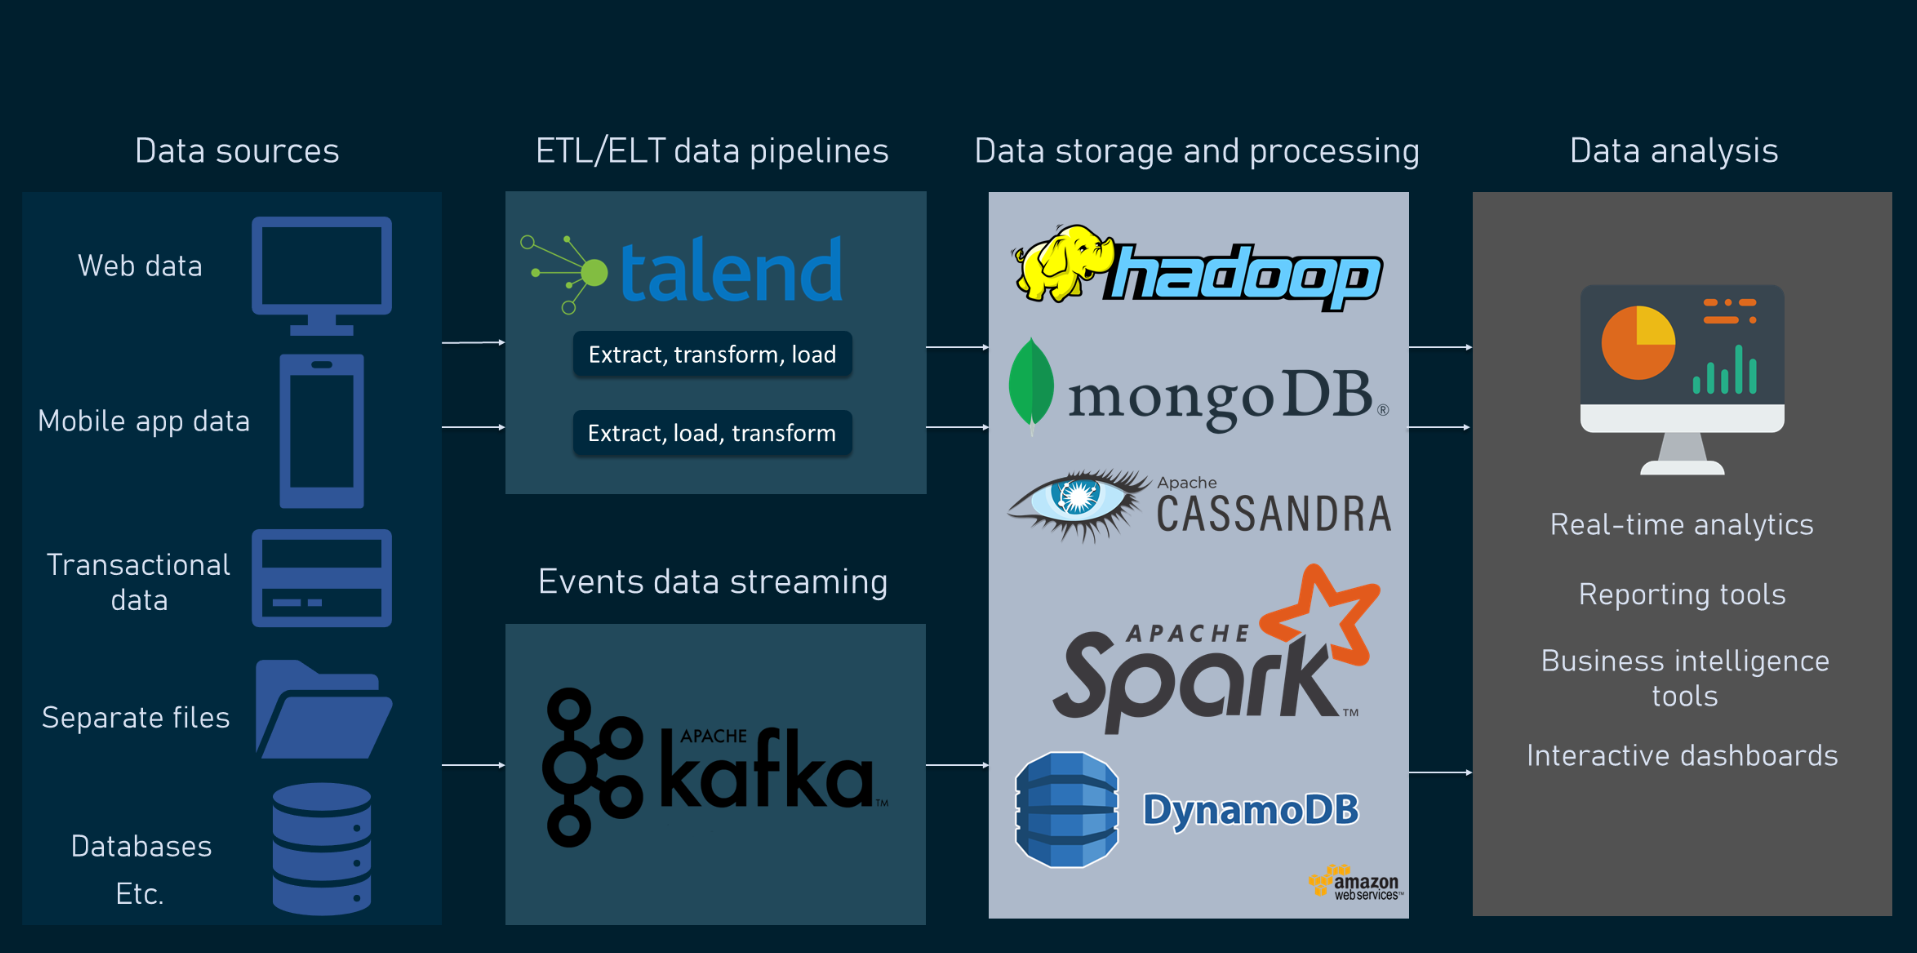 Data sources
Web data
Mobile app data
Transactional
data
Separate files
Databases
Etc.
ETL/ELT data pipelines
talend
Extract, transform, load
Extract, load, transform
Events data streaming
APACHE
kafka™
Data storage and processing
hadoop
mongoDB®
Apache
CASSANDRA
APACHE
Spark™
DynamoDB
amazon
web services™
Data analysis
Real-time analytics
Reporting tools
Business intelligence
tools
Interactive dashboards